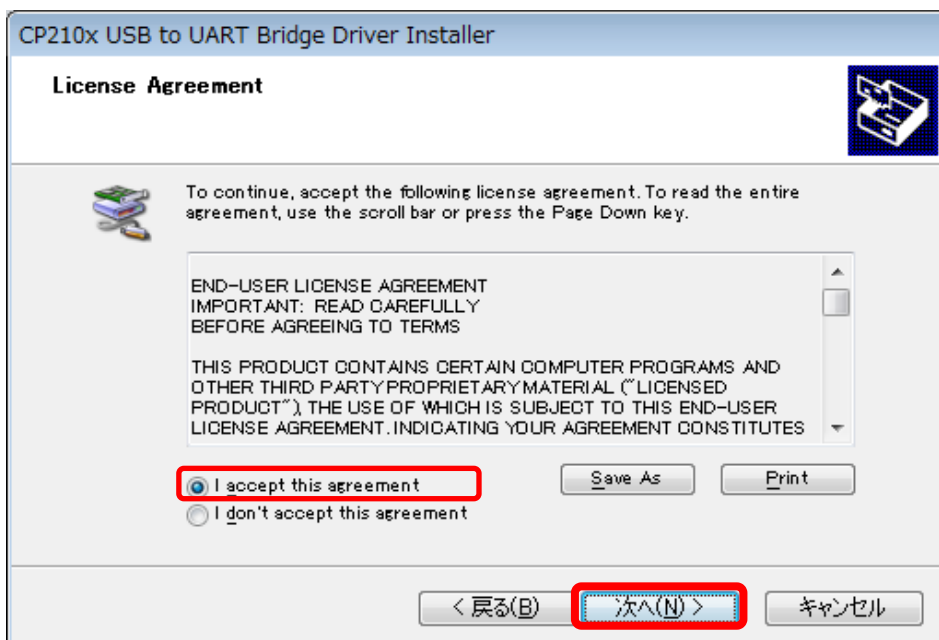 CP210x USB to UART Bridge Driver Installer
License Agreement
To continue, accept the following license agreement. To read the entire
agreement, use the scroll bar or press the Page Down key.
END-USER LICENSE AGREEMENT
IMPORTANT: READ CAREFULLY
BEFORE AGREEING TO TERMS
THIS PRODUCT CONTAINS CERTAIN COMPUTER PROGRAMS AND
OTHER THIRD PARTY PROPRIETARY MATERIAL ("LICENSED
PRODUCT"), THE USE OF WHICH IS SUBJECT TO THIS END-USER
LICENSE AGREEMENT. INDICATING YOUR AGREEMENT CONSTITUTES
I accept this agreement
Save As
Print
I don't accept this agreement
< 戻る(B)
次へ(N) >
キャンセル